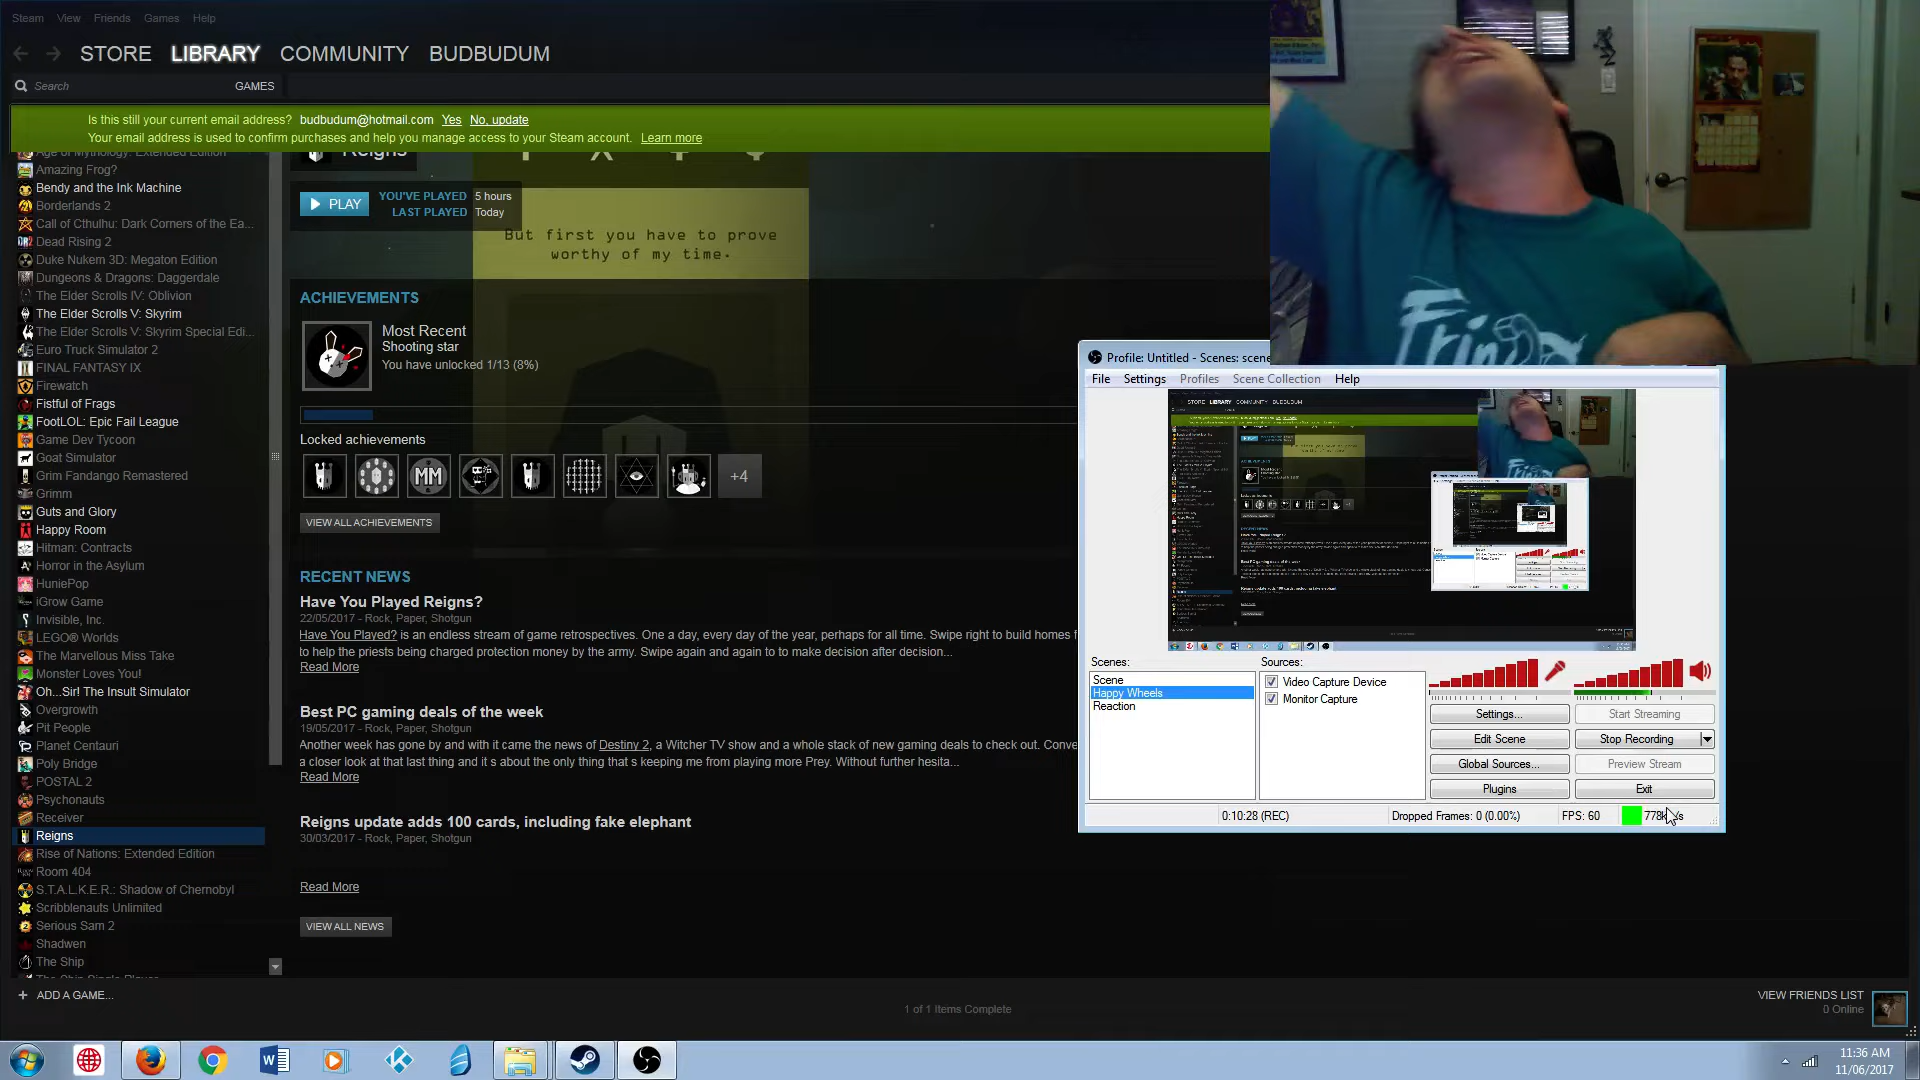 Steam View Friends Games Help
STORE LIBRARY COMMUNITY BUDBUDUM
Search GAMES
Is this still your current email address? budbudum@hotmail.com Yes No, update
Your email address is used to confirm purchases and help you manage access to your Steam account. Learn more
Age of Mythology: Extended Edition
Amazing Frog?
Bendy and the Ink Machine
Borderlands 2
Call of Cthulhu: Dark Corners of the Ea...
Dead Rising 2
Duke Nukem 3D: Megaton Edition
Dungeons & Dragons: Daggerdale
The Elder Scrolls IV: Oblivion
The Elder Scrolls V: Skyrim
The Elder Scrolls V: Skyrim Special Edi...
Euro Truck Simulator 2
FINAL FANTASY IX
Firewatch
Fistful of Frags
FootLOL: Epic Fail League
Game Dev Tycoon
Goat Simulator
Grim Fandango Remastered
Grimm
Guts and Glory
Happy Room
Hitman: Contracts
Horror in the Asylum
HuniePop
iGrow Game
Invisible, Inc.
LEGO® Worlds
The Marvellous Miss Take
Monster Loves You!
Oh...Sir! The Insult Simulator
Overgrowth
Pit People
Planet Centauri
Poly Bridge
POSTAL 2
Psychonauts
Receiver
Reigns
Rise of Nations: Extended Edition
Room 404
S.T.A.L.K.E.R.: Shadow of Chernobyl
Scribblenauts Unlimited
Serious Sam 2
Shadwen
The Ship
The Ship Single Player
+ ADD A GAME...
Reigns
PLAY
YOU'VE PLAYED 5 hours
LAST PLAYED Today
But first you have to prove
worthy of my time.
ACHIEVEMENTS
Most Recent
Shooting star
You have unlocked 1/13 (8%)
Locked achievements
MM
+4
VIEW ALL ACHIEVEMENTS
RECENT NEWS
Have You Played Reigns?
22/05/2017 - Rock, Paper, Shotgun
Have You Played? is an endless stream of game retrospectives. One a day, every day of the year, perhaps for all time. Swipe right to build homes f
to help the priests being charged protection money by the army. Swipe again and again to to make decision after decision...
Read More
Best PC gaming deals of the week
19/05/2017 - Rock, Paper, Shotgun
Another week has gone by and with it came the news of Destiny 2, a Witcher TV show and a whole stack of new gaming deals to check out. Conve
a closer look at that last thing and it s about the only thing that s keeping me from playing more Prey. Without further hesita...
Read More
Reigns update adds 100 cards, including fake elephant
30/03/2017 - Rock, Paper, Shotgun
Read More
VIEW ALL NEWS
1 of 1 Items Complete
VIEW FRIENDS LIST
0 Online
Profile: Untitled - Scenes: scene
File Settings Profiles Scene Collection Help
STORE LIBRARY COMMUNITY BUDBUDUM
Scenes:
Scene
Happy Wheels
Reaction
Sources:
Video Capture Device
Monitor Capture
Settings... Start Streaming
Edit Scene Stop Recording
Global Sources... Preview Stream
Plugins Exit
0:10:28 (REC) Dropped Frames: 0 (0.00%) FPS: 60
11:36 AM
11/06/2017